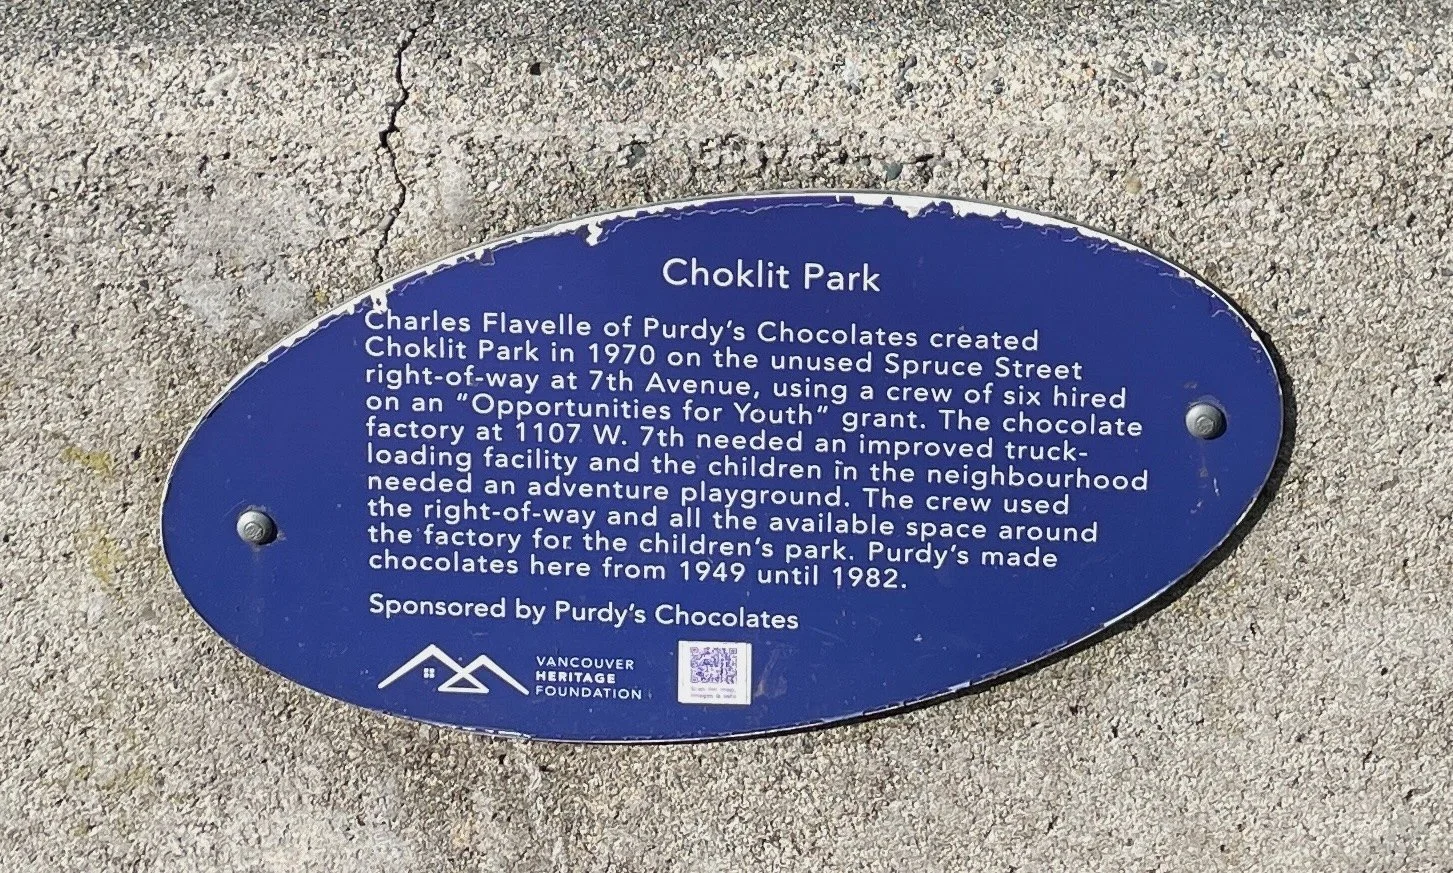 Choklit Park
Charles Flavelle of Purdy's Chocolates created
Choklit Park in 1970 on the unused Spruce Street
right-of-way at 7th Avenue, using a crew of six hired
on an "Opportunities for Youth" grant. The chocolate
factory at 1107 W. 7th needed an improved truck-
loading facility and the children in the neighbourhood
needed an adventure playground. The crew used
the right-of-way and all the available space around
the factory for the children's park. Purdy's made
chocolates here from 1949 until 1982.
Sponsored by Purdy's Chocolates
VANCOUVER
HERITAGE
FOUNDATION